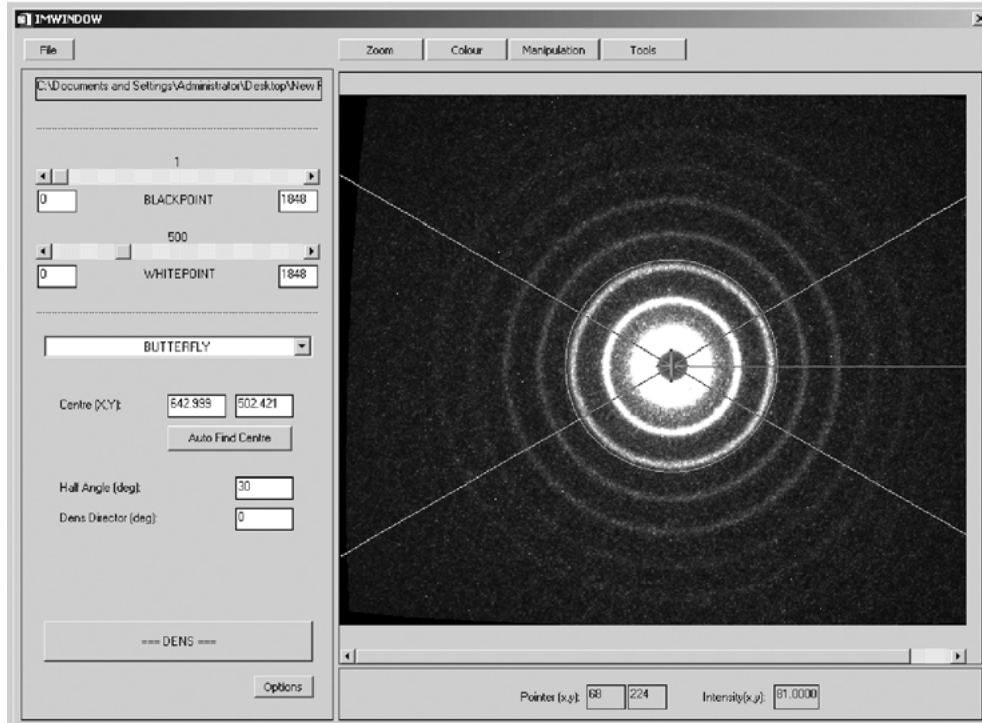 IMWINDOW
File
Zoom Colour Manipulation Tools
C:\Documents and Settings\Administrator\Desktop\New F
1
0 BLACKPOINT 1848
500
0 WHITEPOINT 1848
BUTTERFLY
Centre (X,Y): 642.999 502.421
Auto Find Centre
Half Angle (deg): 30
Dens Director (deg): 0
=== DENS ===
Options
Pointer (x,y): 68 224 Intensity(x,y): 81.0000